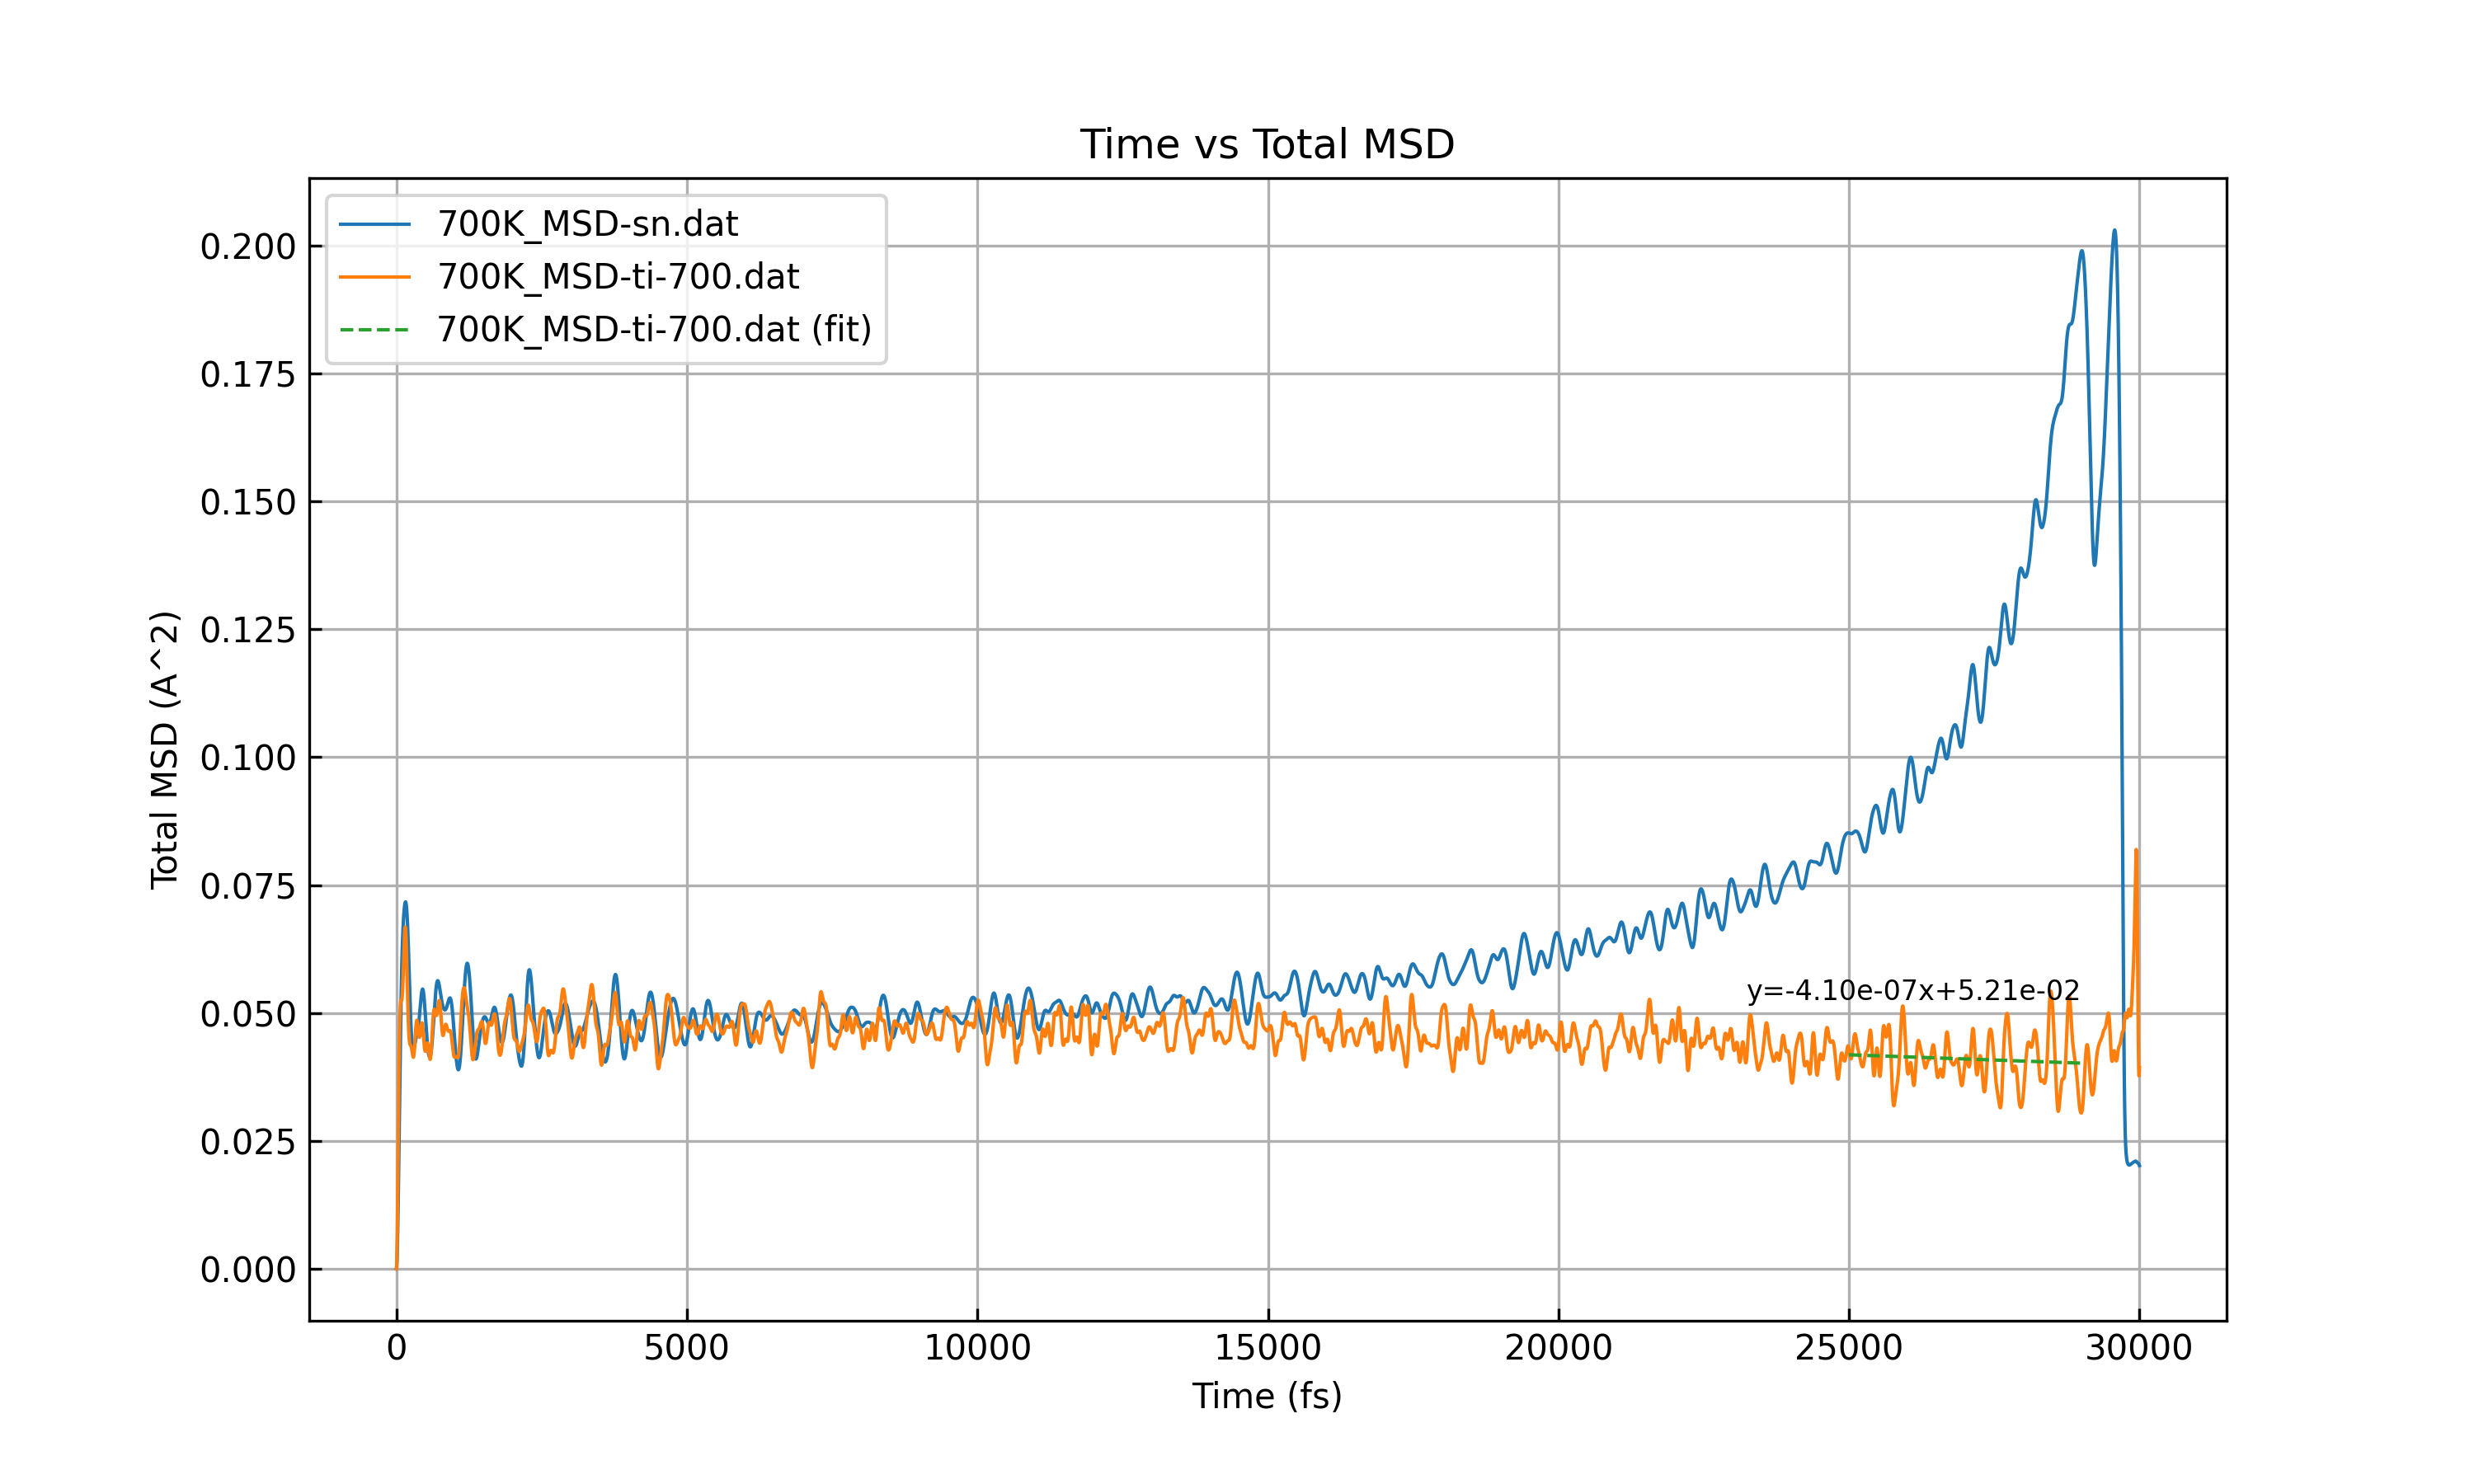 Time vs Total MSD
700K_MSD-sn.dat
700K_MSD-ti-700.dat
700K_MSD-ti-700.dat (fit)
Total MSD (A^2)
0.200
0.175
0.150
0.125
0.100
0.075
0.050
0.025
0.000
y=-4.10e-07x+5.21e-02
0 5000 10000 15000 20000 25000 30000
Time (fs)